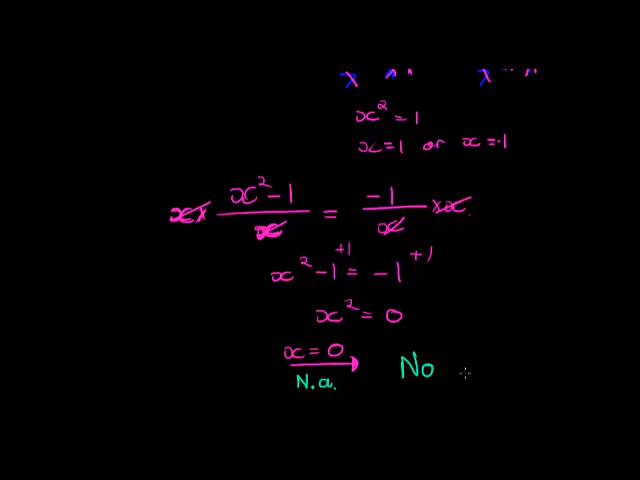 x² = 1
x = 1 or x = -1
x × (x² - 1)/x = -1/x × x
x² - 1 + 1 = -1 + 1
x² = 0
x = 0
N.a. No